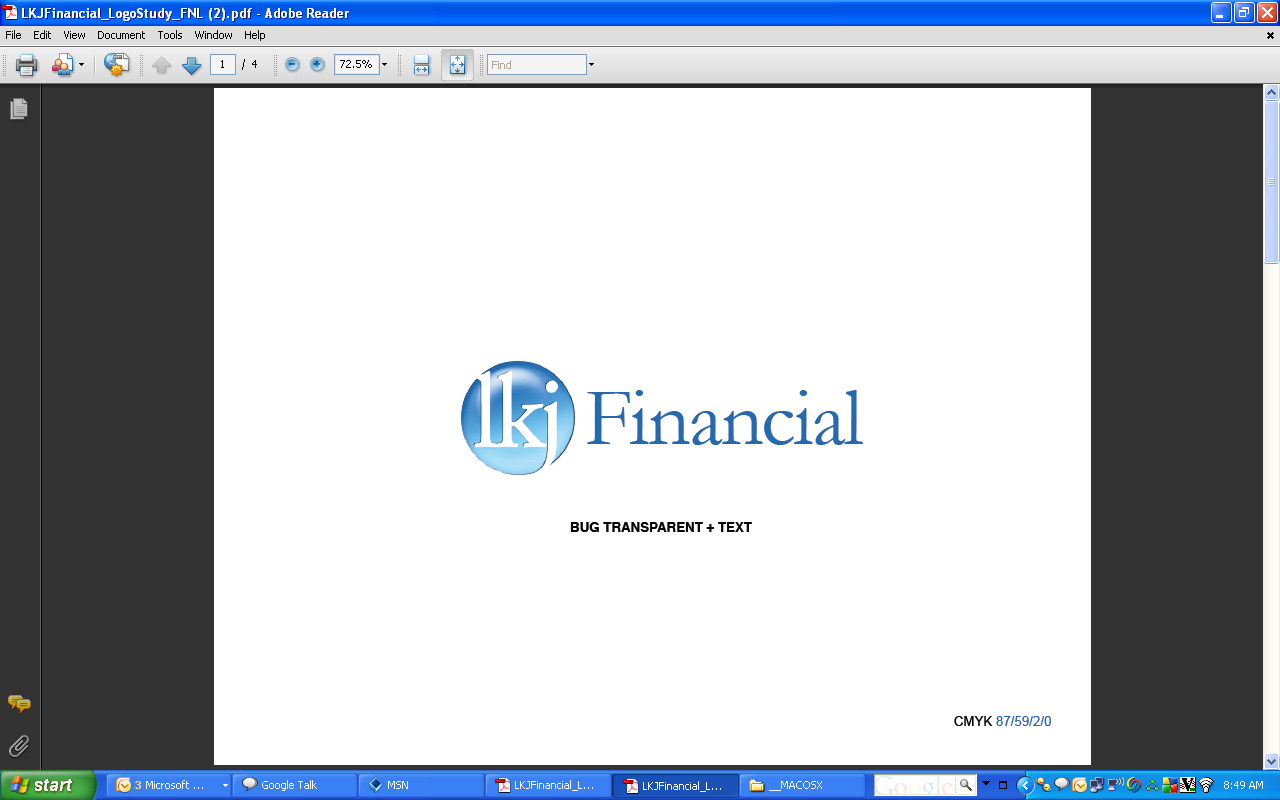 LKJFinancial_LogoStudy_FNL (2).pdf - Adobe Reader
File Edit View Document Tools Window Help
1 / 4 72.5% Find
lkj Financial
BUG TRANSPARENT + TEXT
CMYK 87/59/2/0
start 3 Microsoft ... Google Talk MSN LKJFinancial_L... LKJFinancial_L... __MACOSX Google 8:49 AM